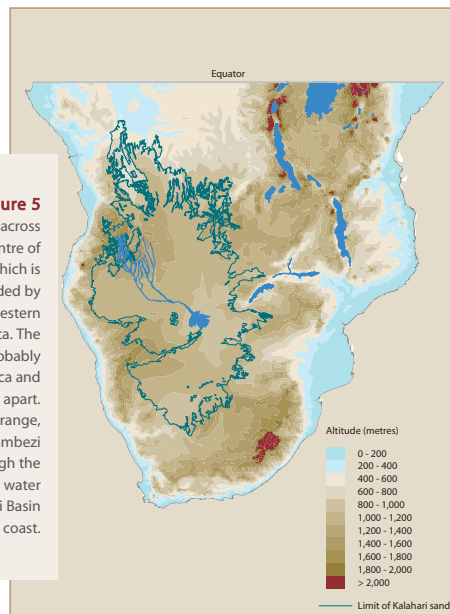 Equator
ure 5
across
ntre of
hich is
ded by
estern
ta. The
obably
ca and
apart.
range,
mbezi
gh the
water
i Basin
coast.
Altitude (metres)
0 - 200
200 - 400
400 - 600
600 - 800
800 - 1,000
1,000 - 1,200
1,200 - 1,400
1,400 - 1,600
1,600 - 1,800
1,800 - 2,000
> 2,000
Limit of Kalahari sand